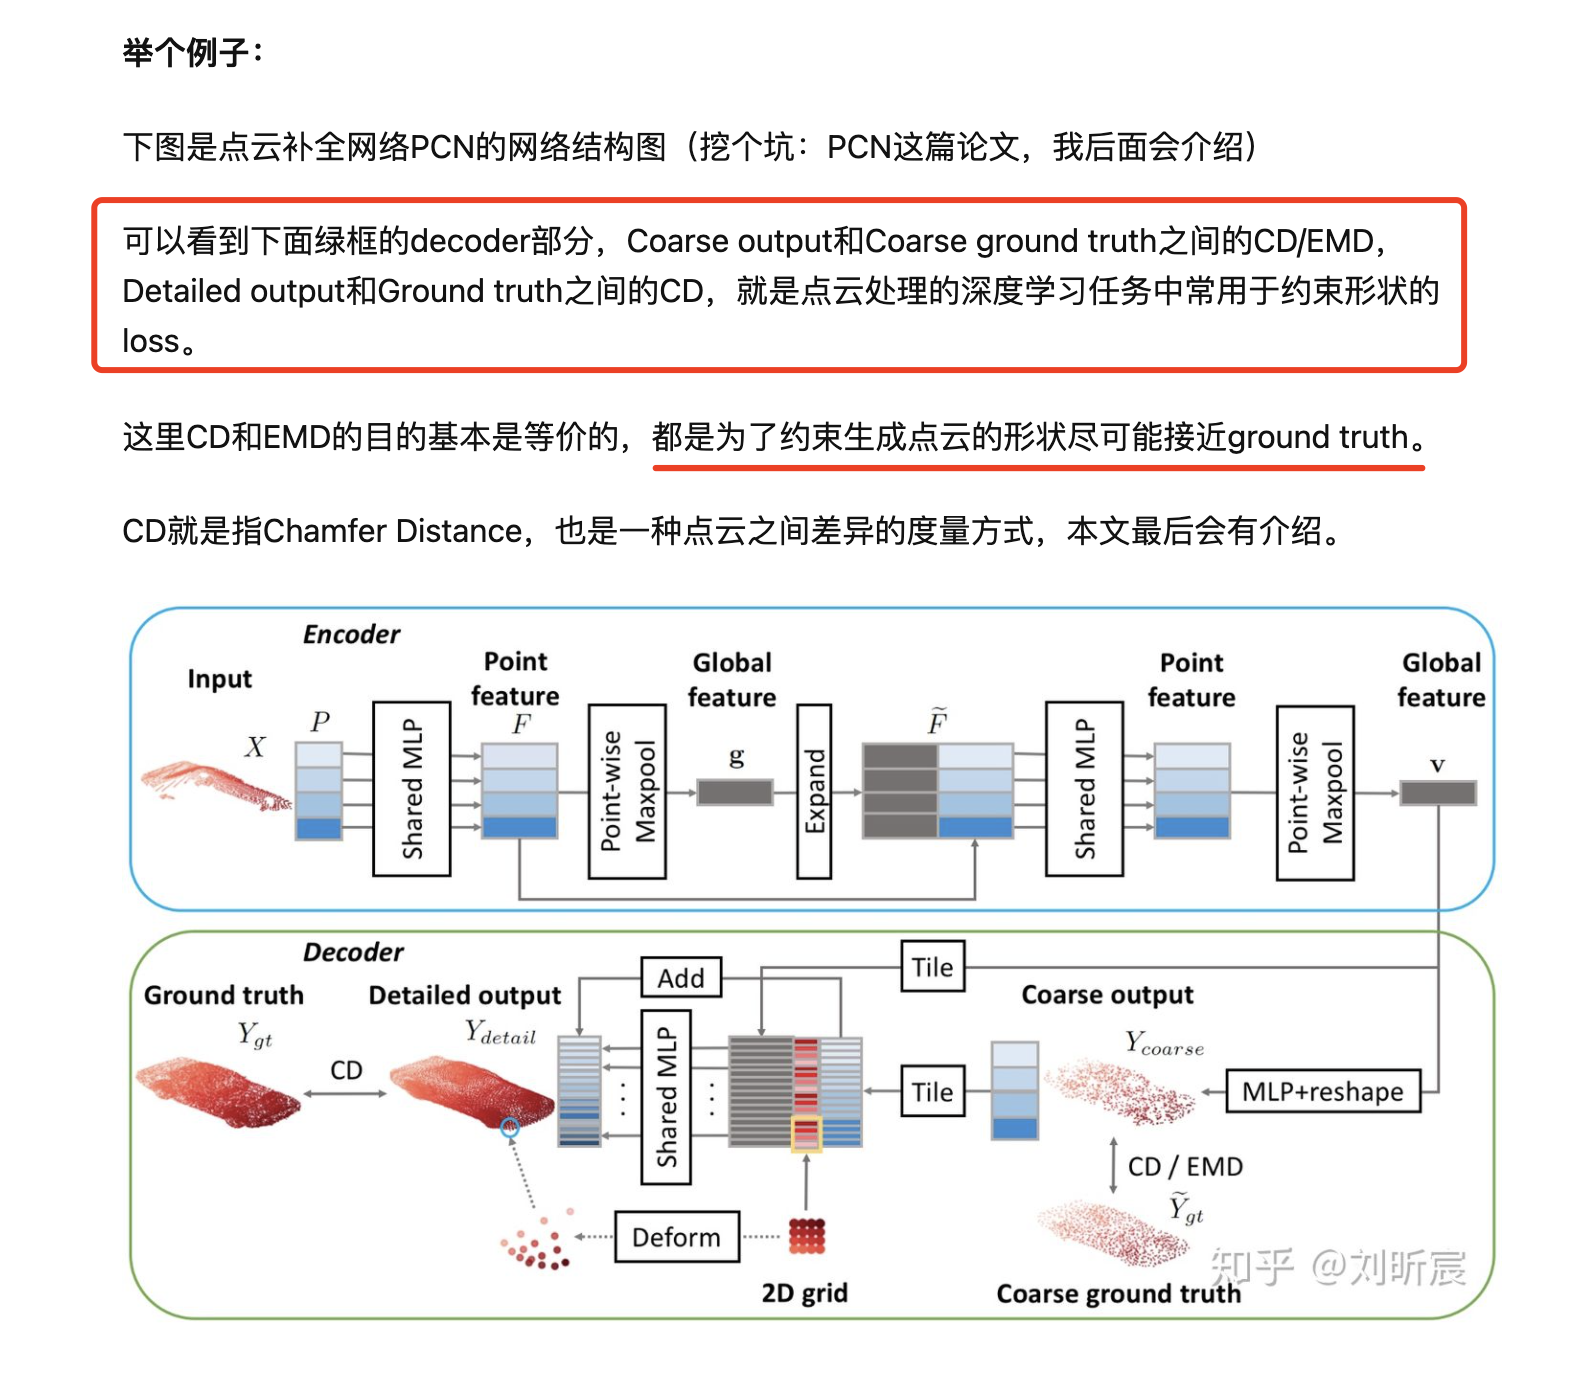 举个例子：
下图是点云补全网络PCN的网络结构图（挖个坑：PCN这篇论文，我后面会介绍）
可以看到下面绿框的decoder部分，Coarse output和Coarse ground truth之间的CD/EMD，
Detailed output和Ground truth之间的CD，就是点云处理的深度学习任务中常用于约束形状的
loss。
这里CD和EMD的目的基本是等价的，都是为了约束生成点云的形状尽可能接近ground truth。
CD就是指Chamfer Distance，也是一种点云之间差异的度量方式，本文最后会有介绍。
Encoder
Input
X
P
Shared MLP
Point
feature
F
Point-wise
Maxpool
Global
feature
g
Expand
F̃
Shared MLP
Point
feature
Point-wise
Maxpool
Global
feature
v
Decoder
Ground truth
Y_gt
CD
Detailed output
Y_detail
Add
Shared MLP
Tile
Tile
Coarse output
Y_coarse
MLP+reshape
CD / EMD
Ỹ_gt
Deform
2D grid
Coarse ground truth
知乎 @刘昕宸